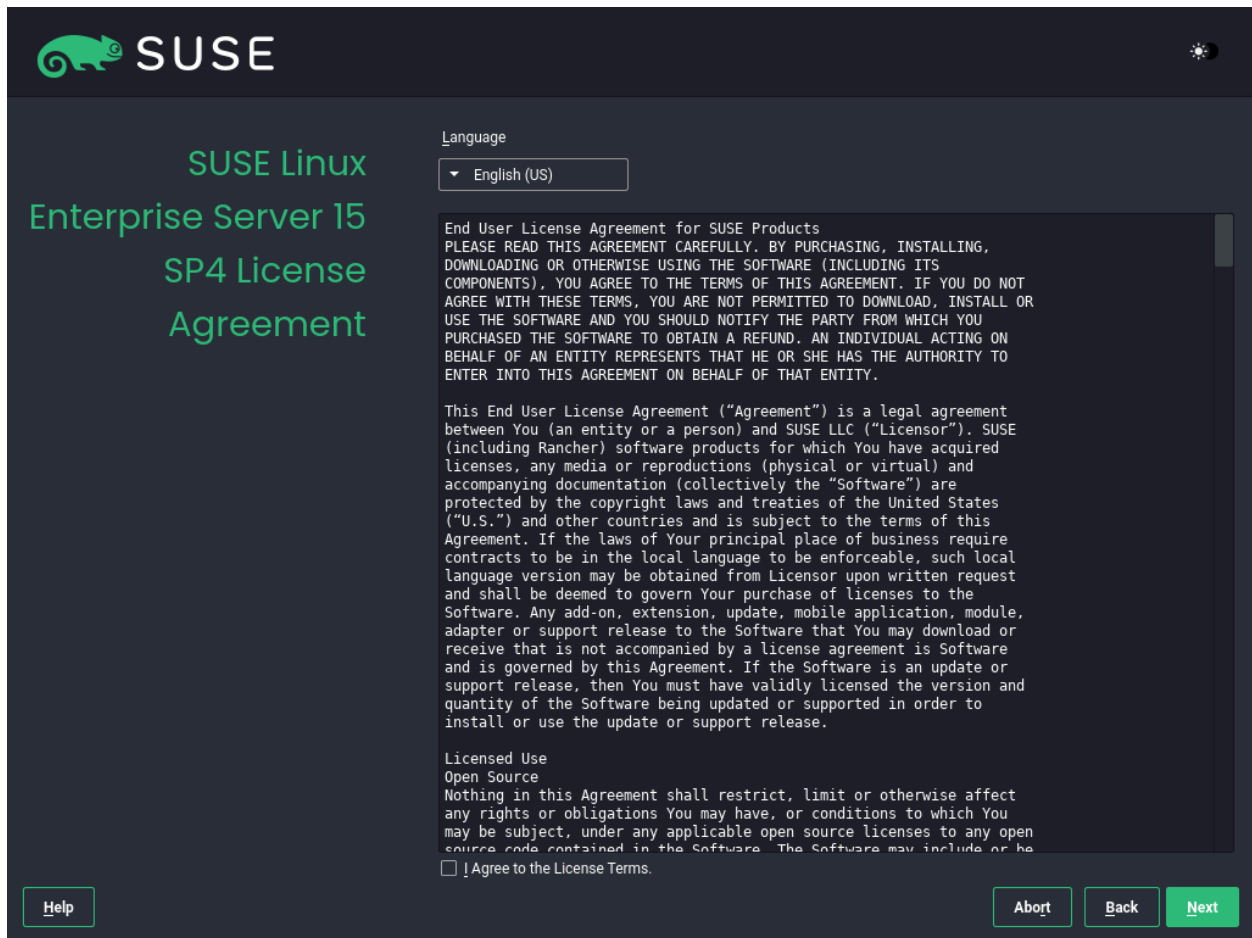 SUSE
SUSE Linux
Enterprise Server 15
SP4 License
Agreement
Language
English (US)
End User License Agreement for SUSE Products
PLEASE READ THIS AGREEMENT CAREFULLY. BY PURCHASING, INSTALLING,
DOWNLOADING OR OTHERWISE USING THE SOFTWARE (INCLUDING ITS
COMPONENTS), YOU AGREE TO THE TERMS OF THIS AGREEMENT. IF YOU DO NOT
AGREE WITH THESE TERMS, YOU ARE NOT PERMITTED TO DOWNLOAD, INSTALL OR
USE THE SOFTWARE AND YOU SHOULD NOTIFY THE PARTY FROM WHICH YOU
PURCHASED THE SOFTWARE TO OBTAIN A REFUND. AN INDIVIDUAL ACTING ON
BEHALF OF AN ENTITY REPRESENTS THAT HE OR SHE HAS THE AUTHORITY TO
ENTER INTO THIS AGREEMENT ON BEHALF OF THAT ENTITY.
This End User License Agreement (“Agreement”) is a legal agreement
between You (an entity or a person) and SUSE LLC (“Licensor”). SUSE
(including Rancher) software products for which You have acquired
licenses, any media or reproductions (physical or virtual) and
accompanying documentation (collectively the “Software”) are
protected by the copyright laws and treaties of the United States
(“U.S.”) and other countries and is subject to the terms of this
Agreement. If the laws of Your principal place of business require
contracts to be in the local language to be enforceable, such local
language version may be obtained from Licensor upon written request
and shall be deemed to govern Your purchase of licenses to the
Software. Any add-on, extension, update, mobile application, module,
adapter or support release to the Software that You may download or
receive that is not accompanied by a license agreement is Software
and is governed by this Agreement. If the Software is an update or
support release, then You must have validly licensed the version and
quantity of the Software being updated or supported in order to
install or use the update or support release.
Licensed Use
Open Source
Nothing in this Agreement shall restrict, limit or otherwise affect
any rights or obligations You may have, or conditions to which You
may be subject, under any applicable open source licenses to any open
source code contained in the Software. The Software may include or be
I Agree to the License Terms.
Help
Abort
Back
Next